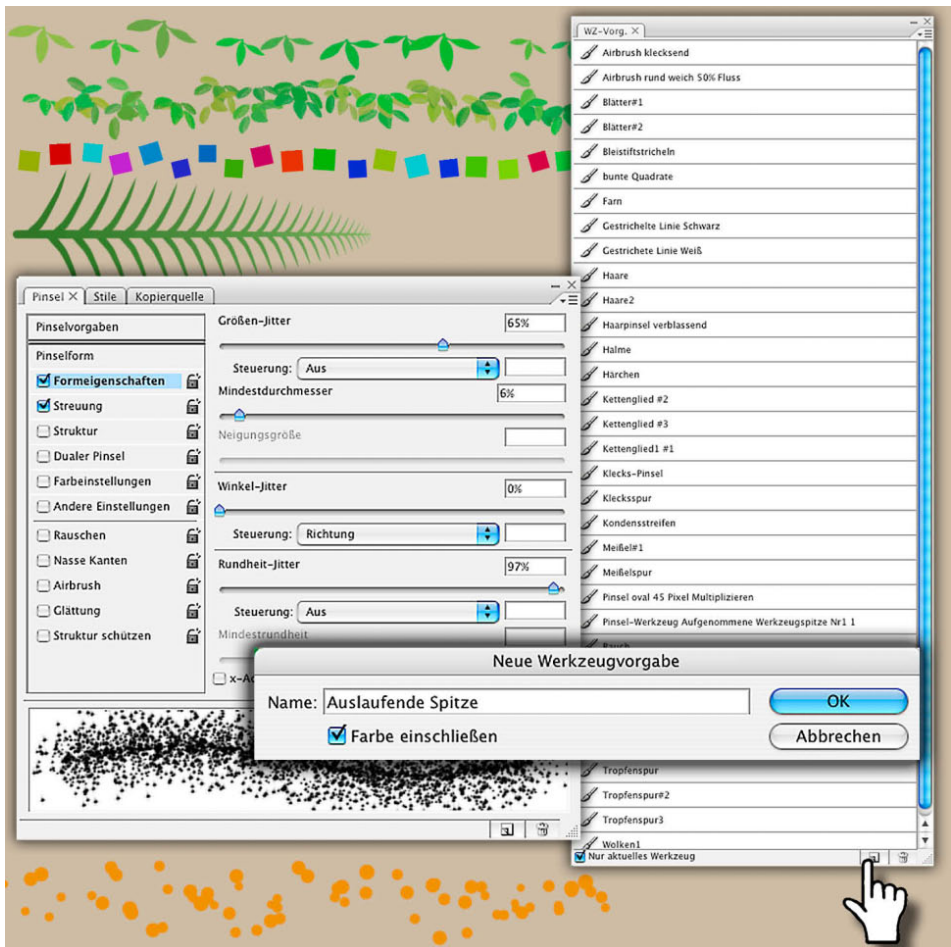 WZ-Vorg. ×
Airbrush klecksend
Airbrush rund weich 50% Fluss
Blätter#1
Blätter#2
Bleistiftstricheln
bunte Quadrate
Farn
Gestrichelte Linie Schwarz
Gestrichete Linie Weiß
Haare
Haare2
Haarpinsel verblassend
Halme
Härchen
Kettenglied #2
Kettenglied #3
Kettenglied1 #1
Klecks-Pinsel
Klecksspur
Kondensstreifen
Meißel#1
Meißelspur
Pinsel oval 45 Pixel Multiplizieren
Pinsel-Werkzeug Aufgenommene Werkzeugspitze Nr1 1
Rauch
Tropfenspur
Tropfenspur#2
Tropfenspur3
Wolken1
Nur aktuelles Werkzeug
Pinsel × Stile Kopierquelle
Pinselvorgaben
Pinselform
Formeigenschaften
Streuung
Struktur
Dualer Pinsel
Farbeinstellungen
Andere Einstellungen
Rauschen
Nasse Kanten
Airbrush
Glättung
Struktur schützen
Größen-Jitter 65%
Steuerung: Aus
Mindestdurchmesser 6%
Neigungsgröße
Winkel-Jitter 0%
Steuerung: Richtung
Rundheit-Jitter 97%
Steuerung: Aus
Mindestrundheit
Neue Werkzeugvorgabe
Name: Auslaufende Spitze
Farbe einschließen
OK
Abbrechen